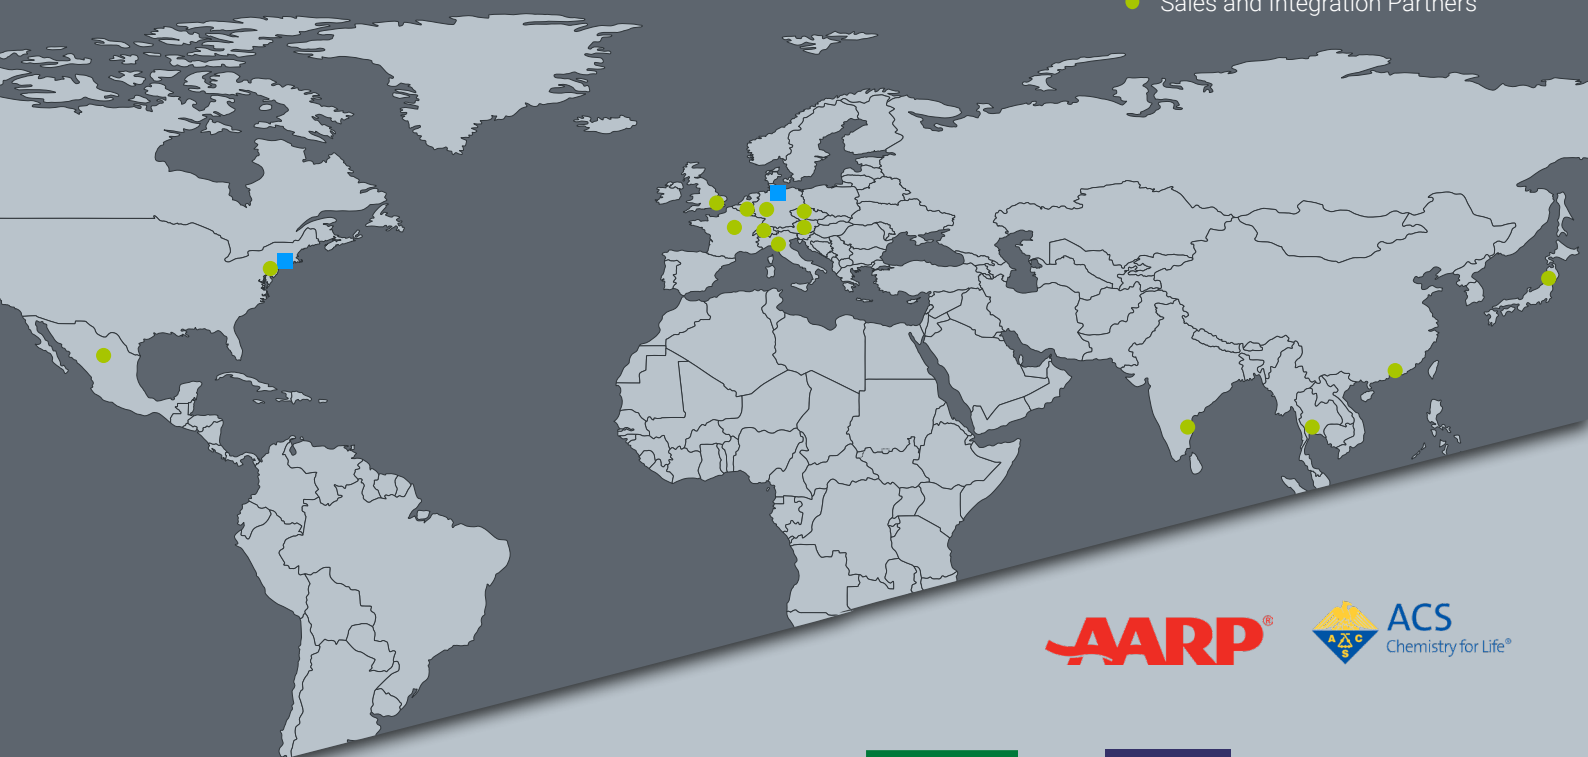 Sales and Integration Partners
AARP®
ACS
Chemistry for Life®
A C S